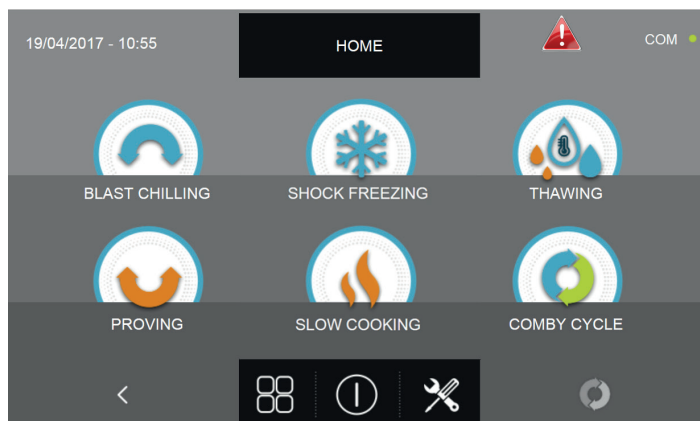 19/04/2017 - 10:55
HOME
COM
BLAST CHILLING
SHOCK FREEZING
THAWING
PROVING
SLOW COOKING
COMBY CYCLE